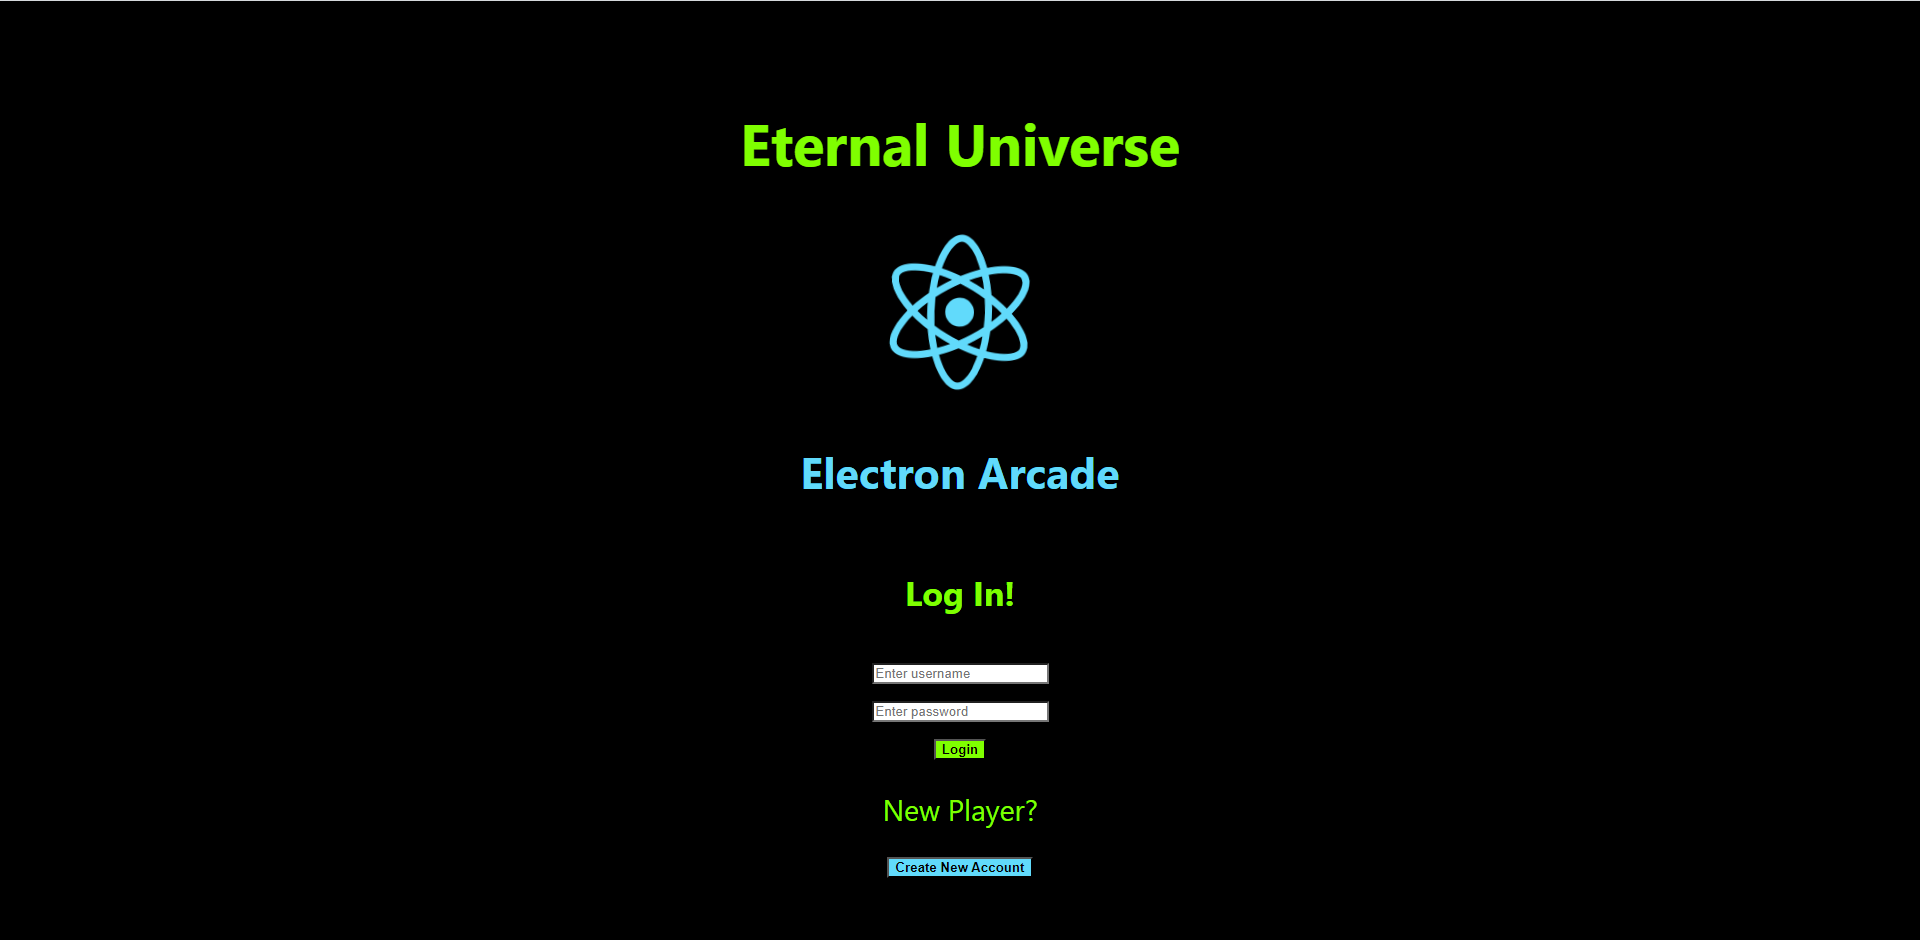 Eternal Universe
Electron Arcade
Log In!
Enter username
Enter password
Login
New Player?
Create New Account